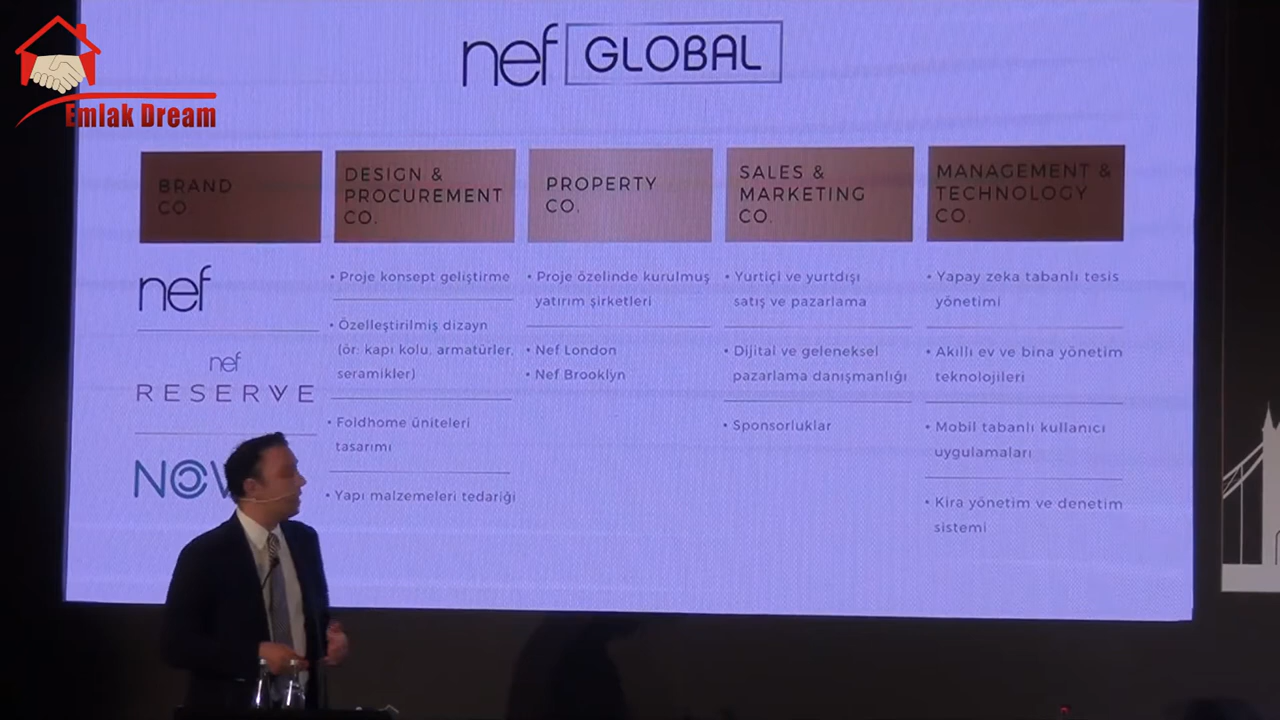 Emlak Dream
nef GLOBAL
BRAND
CO.
DESIGN &
PROCUREMENT
CO.
PROPERTY
CO.
SALES &
MARKETING
CO.
MANAGEMENT &
TECHNOLOGY
CO.
nef
nef
RESERVE
• Proje konsept geliştirme
• Özelleştirilmiş dizayn
(ör: kapı kolu, armatürler,
seramikler)
• Foldhome üniteleri
tasarımı
• Yapı malzemeleri tedariği
• Proje özelinde kurulmuş
yatırım şirketleri
• Nef London
• Nef Brooklyn
• Yurtiçi ve yurtdışı
satış ve pazarlama
• Dijital ve geleneksel
pazarlama danışmanlığı
• Sponsorluklar
• Yapay zeka tabanlı tesis
yönetimi
• Akıllı ev ve bina yönetim
teknolojileri
• Mobil tabanlı kullanıcı
uygulamaları
• Kira yönetim ve denetim
sistemi